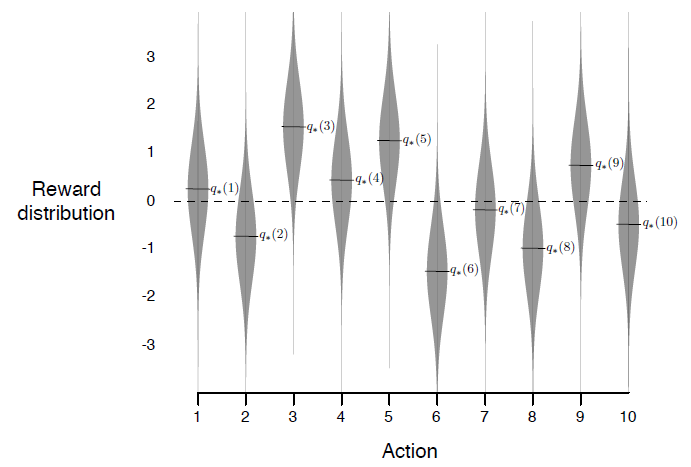 3
2
1
0
-1
-2
-3
Reward
distribution
q∗(1)
q∗(2)
q∗(3)
q∗(4)
q∗(5)
q∗(6)
q∗(7)
q∗(8)
q∗(9)
q∗(10)
1 2 3 4 5 6 7 8 9 10
Action